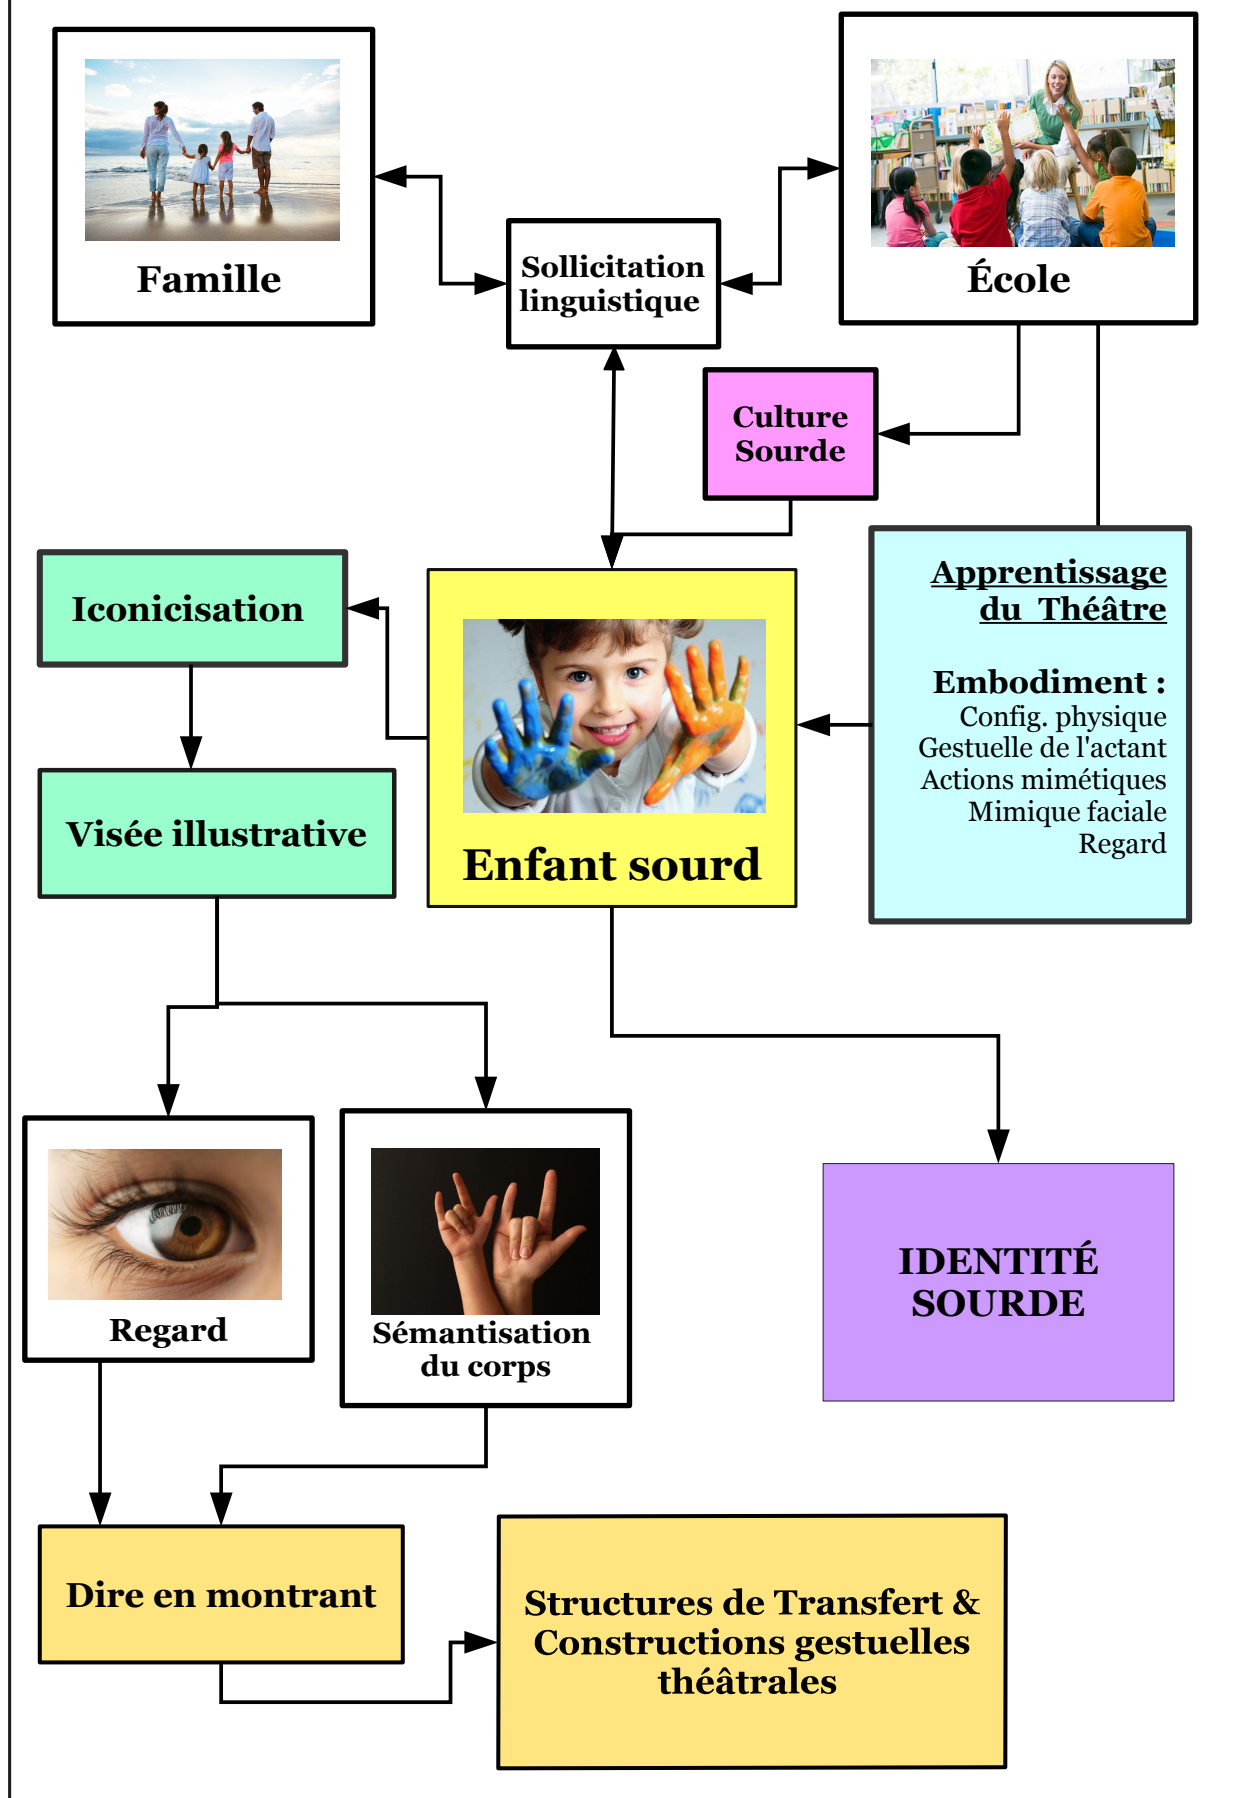 Famille
École
Sollicitation
linguistique
Culture
Sourde
Iconicisation
Apprentissage
du Théâtre
Embodiment :
Config. physique
Gestuelle de l'actant
Actions mimétiques
Mimique faciale
Regard
Visée illustrative
Enfant sourd
Regard
Sémantisation
du corps
IDENTITÉ
SOURDE
Dire en montrant
Structures de Transfert &
Constructions gestuelles
théâtrales